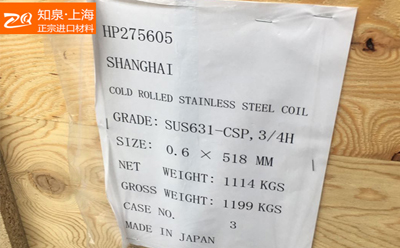 ZQ 知泉·上海
正宗进口材料
HP275605
SHANGHAI
COLD ROLLED STAINLESS STEEL COIL
GRADE: SUS631-CSP, 3/4H
SIZE: 0.6 × 518 MM
NET WEIGHT: 1114 KGS
GROSS WEIGHT: 1199 KGS
CASE NO. 3
MADE IN JAPAN